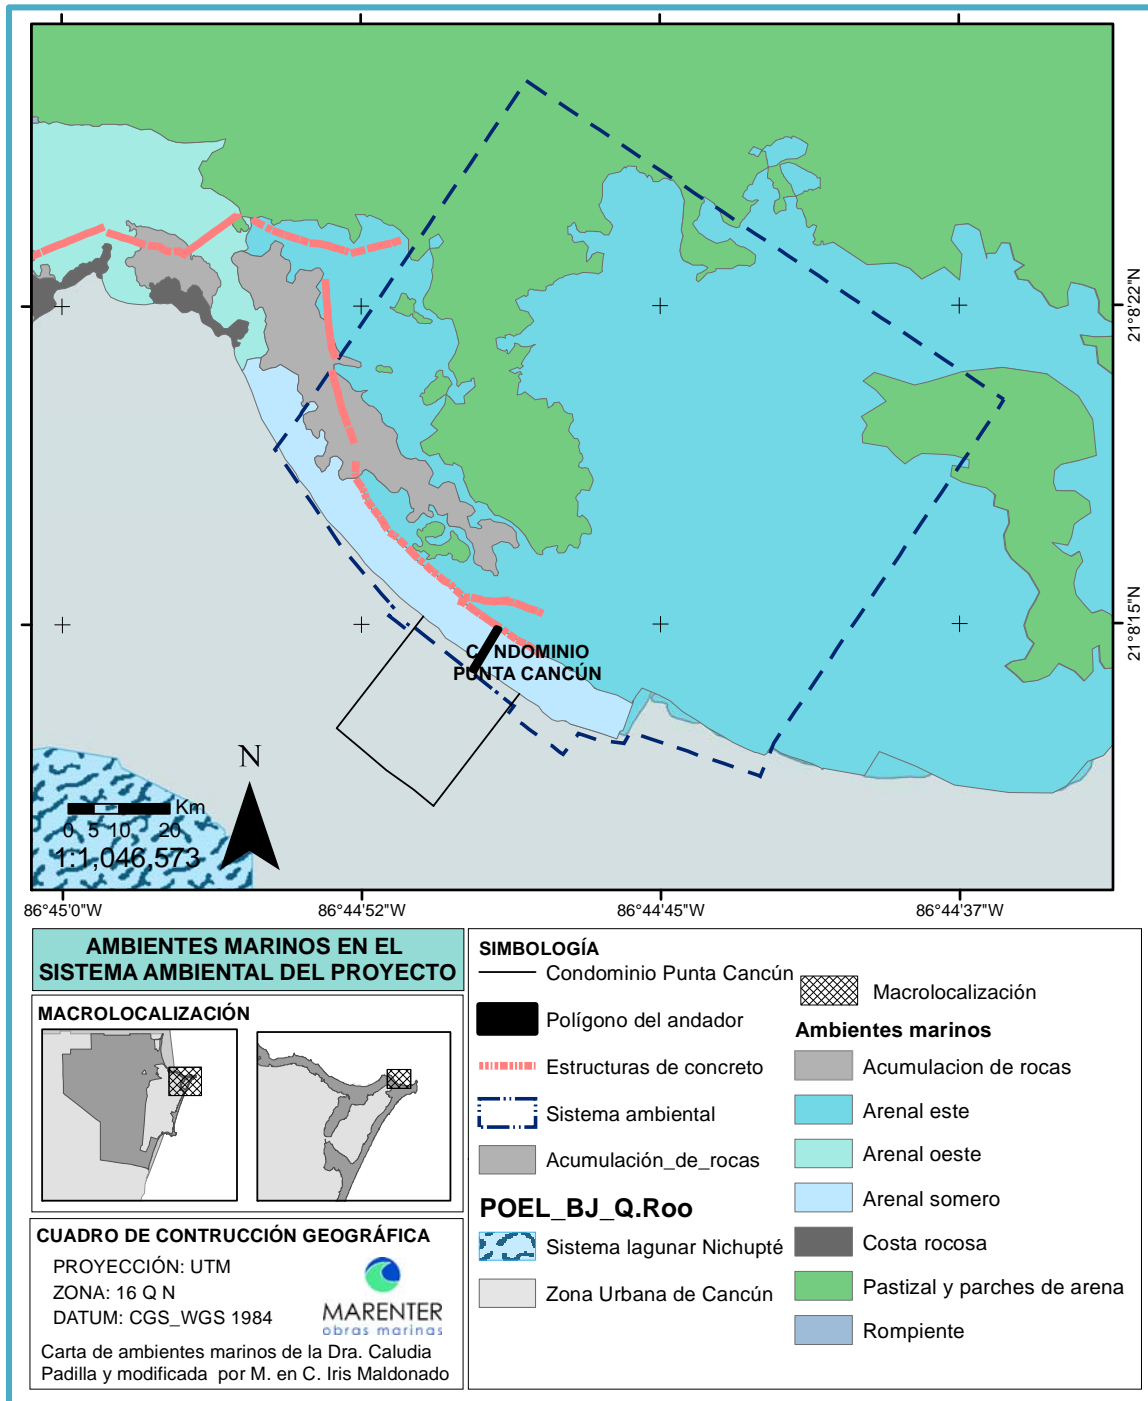 21°8'22"N
21°8'15"N
C NDOMINIO
PUNTA CANCÚN
N
Km
0 5 10 20
1:1,046,573
86°45'0"W
86°44'52"W
86°44'45"W
86°44'37"W
AMBIENTES MARINOS EN EL
SISTEMA AMBIENTAL DEL PROYECTO
MACROLOCALIZACIÓN
CUADRO DE CONTRUCCIÓN GEOGRÁFICA
PROYECCIÓN: UTM
ZONA: 16 Q N
DATUM: CGS_WGS 1984
MARENTER
obras marinas
Carta de ambientes marinos de la Dra. Caludia
Padilla y modificada por M. en C. Iris Maldonado
SIMBOLOGÍA
Condominio Punta Cancún
Polígono del andador
Estructuras de concreto
Sistema ambiental
Acumulación_de_rocas
POEL_BJ_Q.Roo
Sistema lagunar Nichupté
Zona Urbana de Cancún
Macrolocalización
Ambientes marinos
Acumulacion de rocas
Arenal este
Arenal oeste
Arenal somero
Costa rocosa
Pastizal y parches de arena
Rompiente